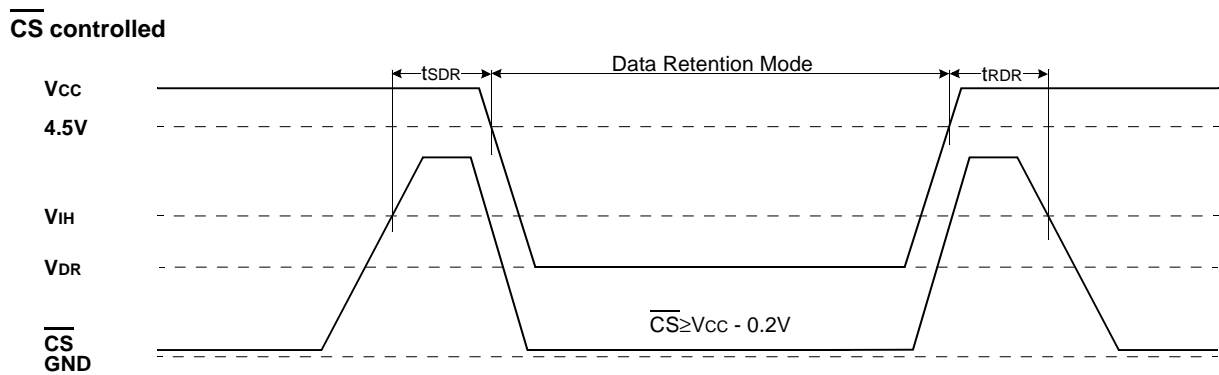 CS controlled
tSDR Data Retention Mode tRDR
VCC
4.5V
VIH
VDR
CS≥VCC - 0.2V
CS
GND